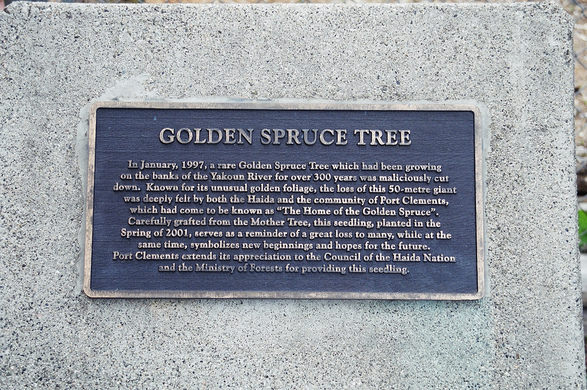 GOLDEN SPRUCE TREE
In January, 1997, a rare Golden Spruce Tree which had been growing
on the banks of the Yakoun River for over 300 years was maliciously cut
down. Known for its unusual golden foliage, the loss of this 50-metre giant
was deeply felt by both the Haida and the community of Port Clements,
which had come to be known as "The Home of the Golden Spruce".
Carefully grafted from the Mother Tree, this seedling, planted in the
Spring of 2001, serves as a reminder of a great loss to many, while at the
same time, symbolizes new beginnings and hopes for the future.
Port Clements extends its appreciation to the Council of the Haida Nation
and the Ministry of Forests for providing this seedling.